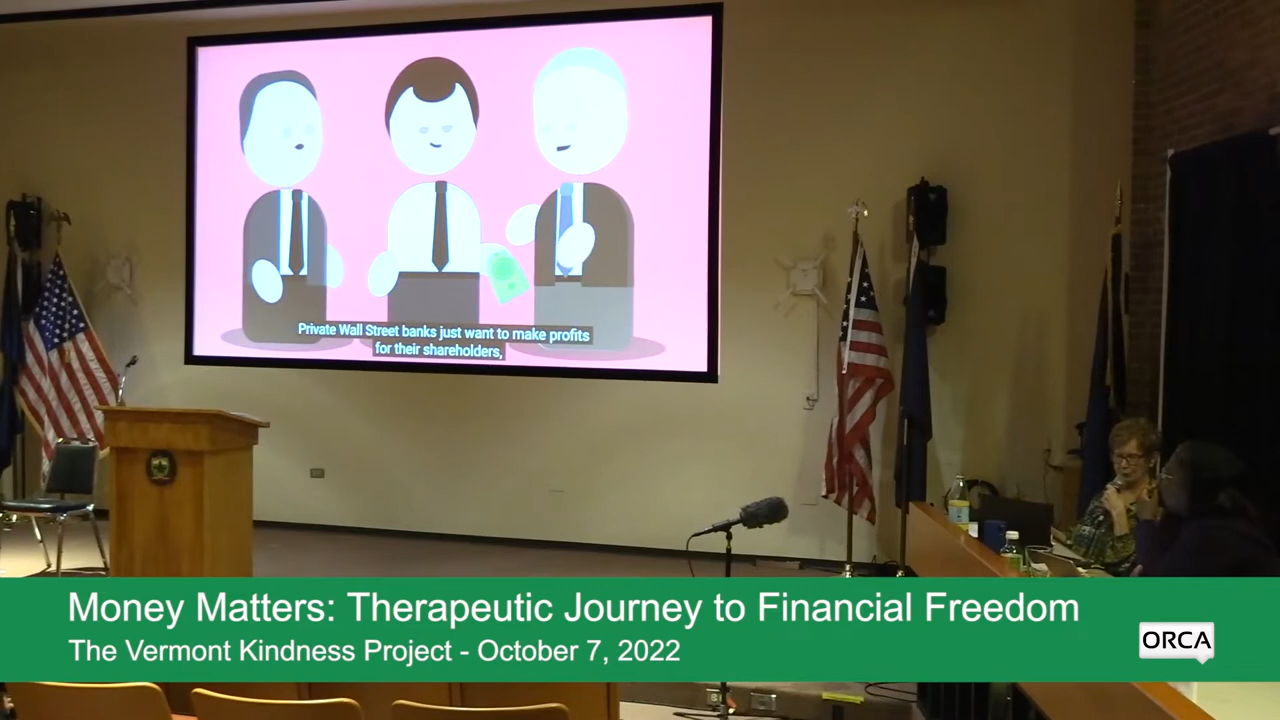 Private Wall Street banks just want to make profits
for their shareholders,
Money Matters: Therapeutic Journey to Financial Freedom
The Vermont Kindness Project - October 7, 2022
ORCA